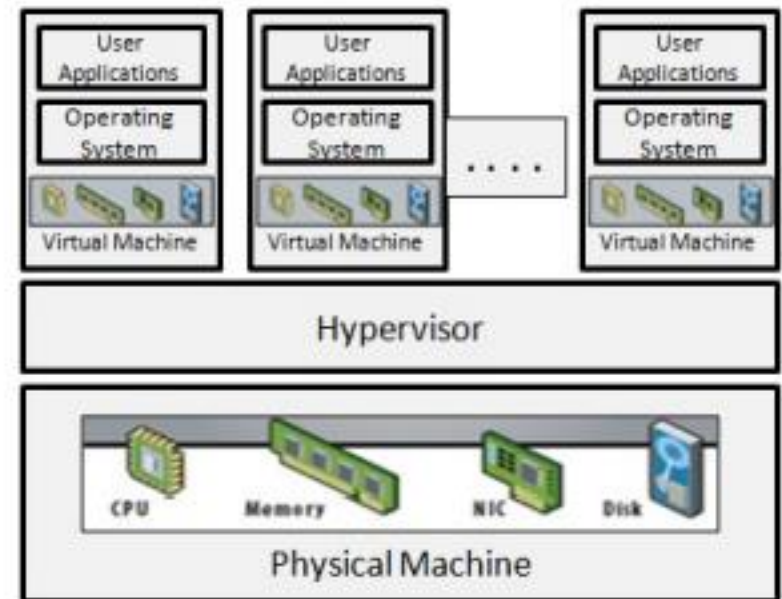 User
Applications
Operating
System
Virtual Machine
User
Applications
Operating
System
Virtual Machine
. . . .
User
Applications
Operating
System
Virtual Machine
Hypervisor
CPU
Memory
NIC
Disk
Physical Machine